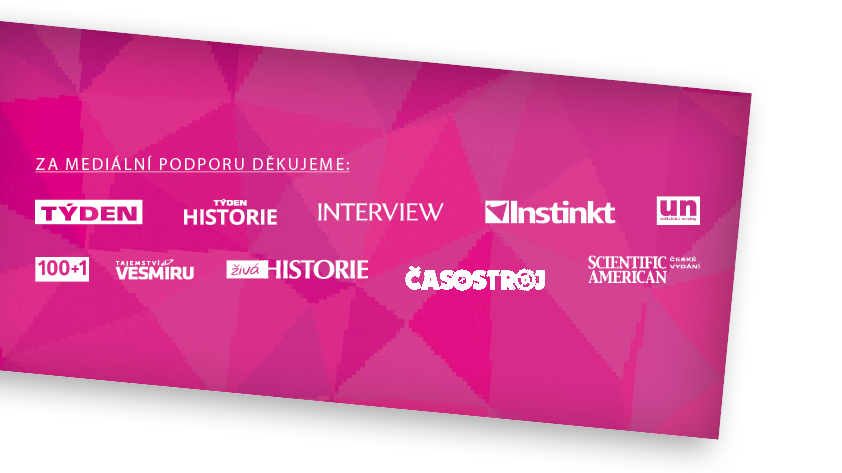 ZA MEDIÁLNÍ PODPORU DĚKUJEME:
TÝDEN
TÝDEN
HISTORIE
INTERVIEW
Instinkt
un
100+1
TAJEMSTVÍ
VESMÍRU
živá HISTORIE
ČASOSTROJ
SCIENTIFIC
AMERICAN
ČESKÉ
VYDÁNÍ